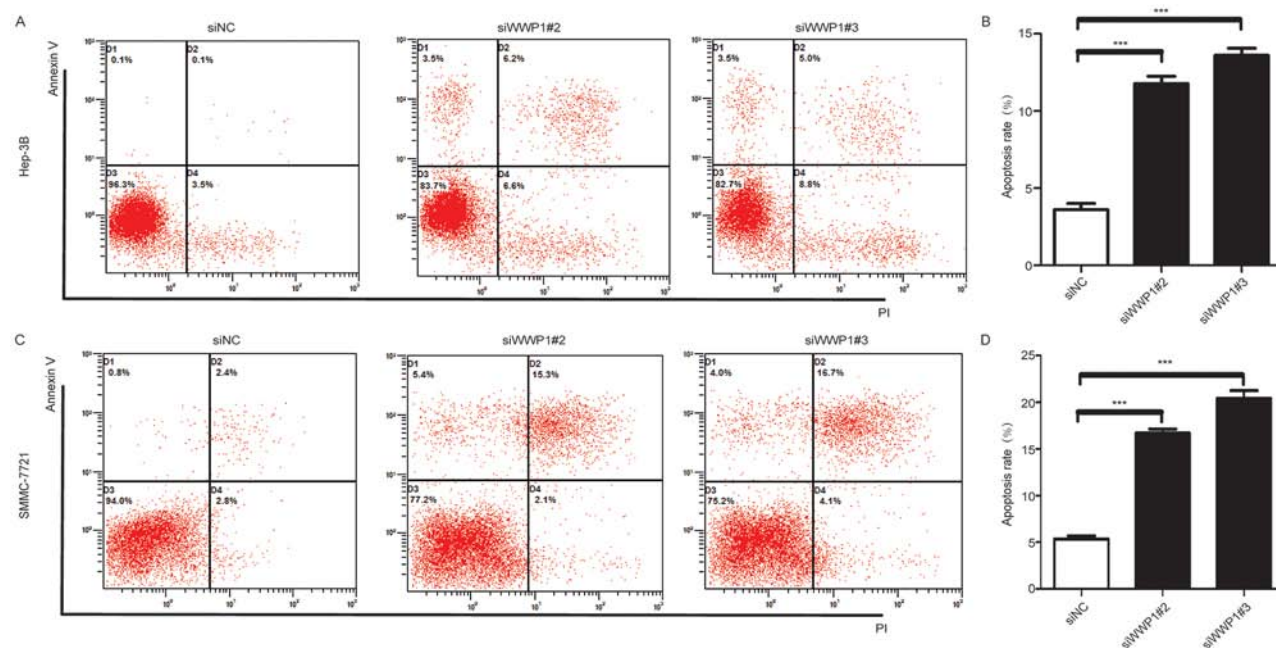 A
siNC
siWWP1#2
siWWP1#3
B
Annexin V
Hep-3B
D1
0.1%
D2
0.1%
D3
96.3%
D4
3.5%
D1
3.5%
D2
6.2%
D3
83.7%
D4
6.6%
D1
3.5%
D2
5.0%
D3
82.7%
D4
8.8%
PI
***
***
Apoptosis rate (%)
15
10
5
0
siNC
siWWP1#2
siWWP1#3
C
siNC
siWWP1#2
siWWP1#3
D
Annexin V
SMMC-7721
D1
0.8%
D2
2.4%
D3
94.0%
D4
2.8%
D1
5.4%
D2
15.3%
D3
77.2%
D4
2.1%
D1
4.0%
D2
16.7%
D3
75.2%
D4
4.1%
PI
***
***
Apoptosis rate (%)
25
20
15
10
5
0
siNC
siWWP1#2
siWWP1#3